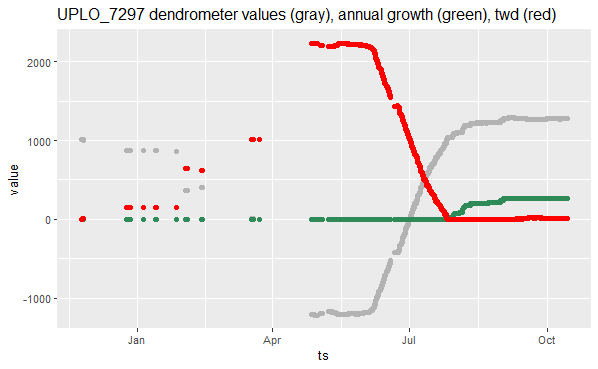 UPLO_7297 dendrometer values (gray), annual growth (green), twd (red)
2000
1000
0
-1000
value
Jan
Apr
Jul
Oct
ts